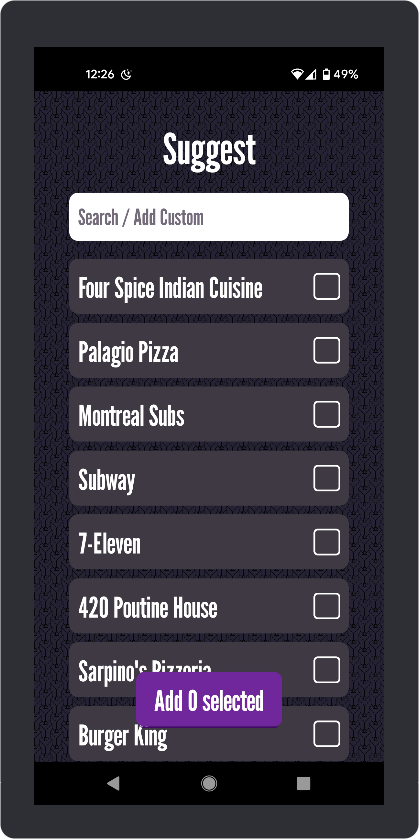 12:26
49%
Suggest
Search / Add Custom
Four Spice Indian Cuisine
Palagio Pizza
Montreal Subs
Subway
7-Eleven
420 Poutine House
Sarpino's Pizzeria
Add 0 selected
Burger King